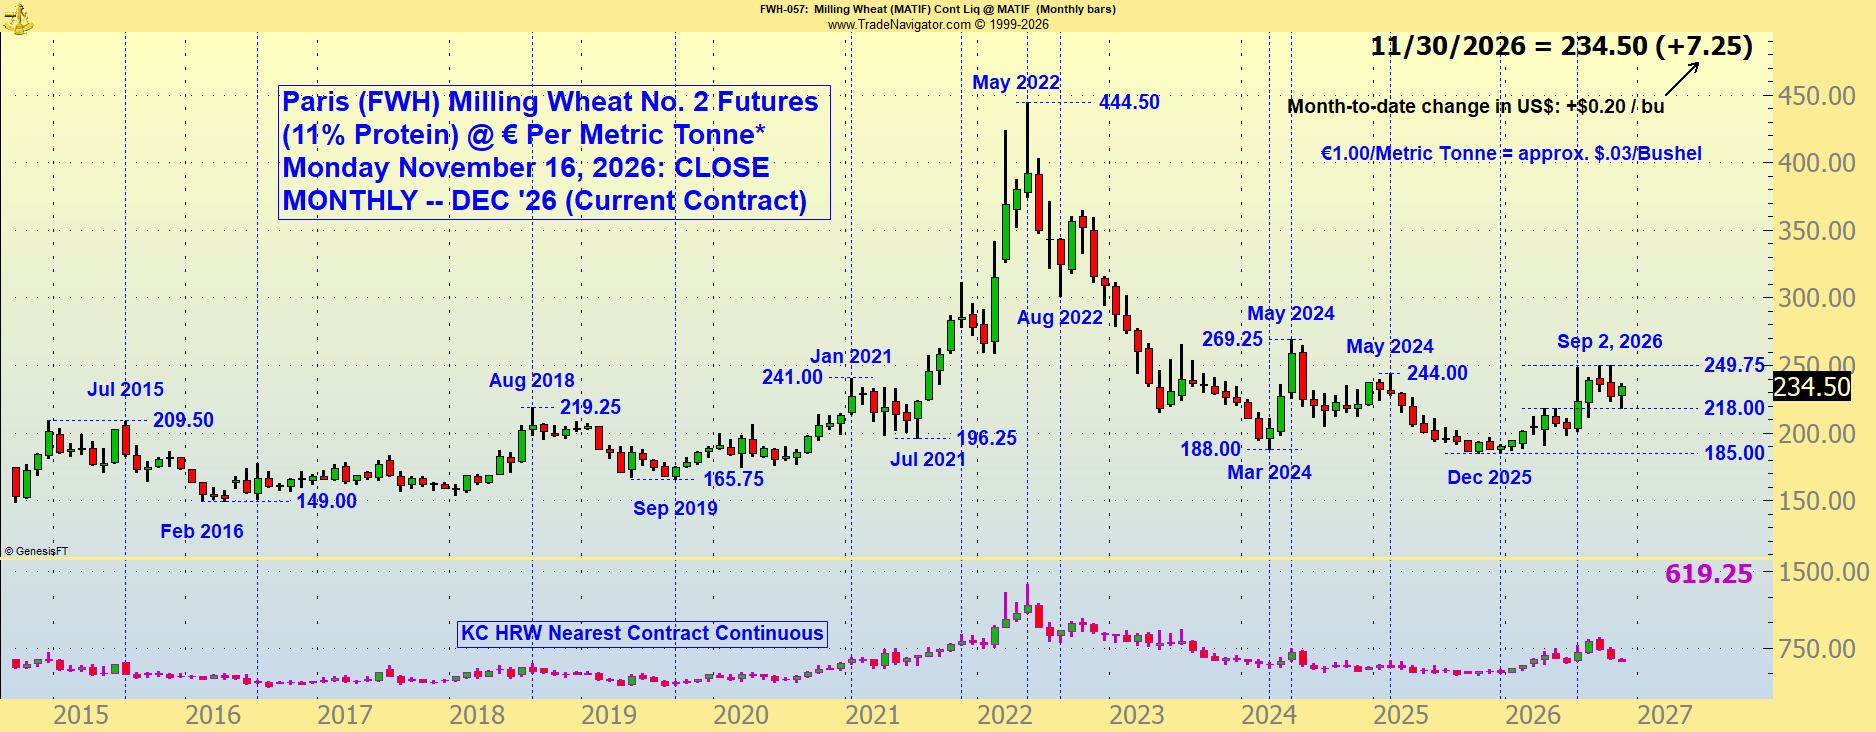 FWH-057:  Milling Wheat (MATIF) Cont Liq @ MATIF  (Monthly bars)
www.TradeNavigator.com © 1999-2026
11/30/2026 = 234.50 (+7.25)
Month-to-date change in US$: +$0.20 / bu
€1.00/Metric Tonne = approx. $.03/Bushel
Paris (FWH) Milling Wheat No. 2 Futures
(11% Protein) @ € Per Metric Tonne*
Monday November 16, 2026: CLOSE
MONTHLY -- DEC '26 (Current Contract)
May 2022
444.50
Aug 2022
May 2024
269.25
May 2024
244.00
Sep 2, 2026
249.75
234.50
218.00
185.00
Jan 2021
241.00
Aug 2018
219.25
Jul 2015
209.50
196.25
Jul 2021
188.00
Mar 2024
Dec 2025
165.75
Sep 2019
149.00
Feb 2016
450.00
400.00
350.00
300.00
250.00
200.00
150.00
© GenesisFT
619.25
KC HRW Nearest Contract Continuous
1500.00
750.00
2015 2016 2017 2018 2019 2020 2021 2022 2023 2024 2025 2026 2027